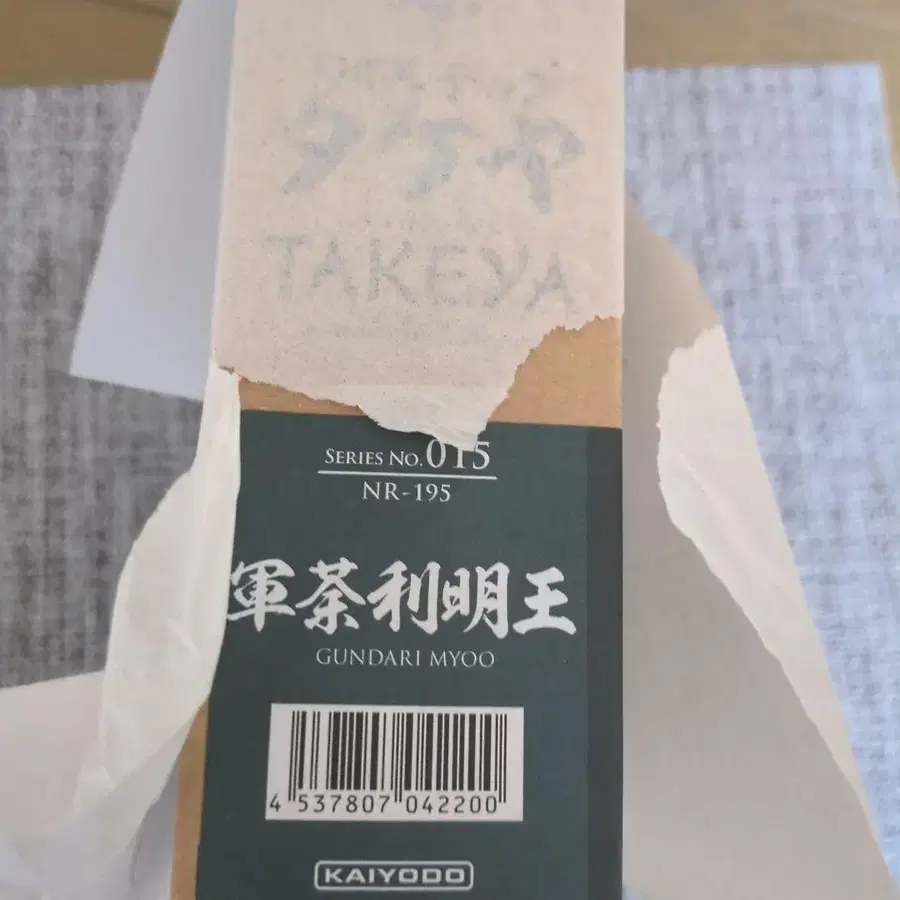 タケヤ
TAKEYA
SERIES NO.015
NR-195
軍荼利明王
GUNDARI MYOO
4 537807 042200
KAIYODO